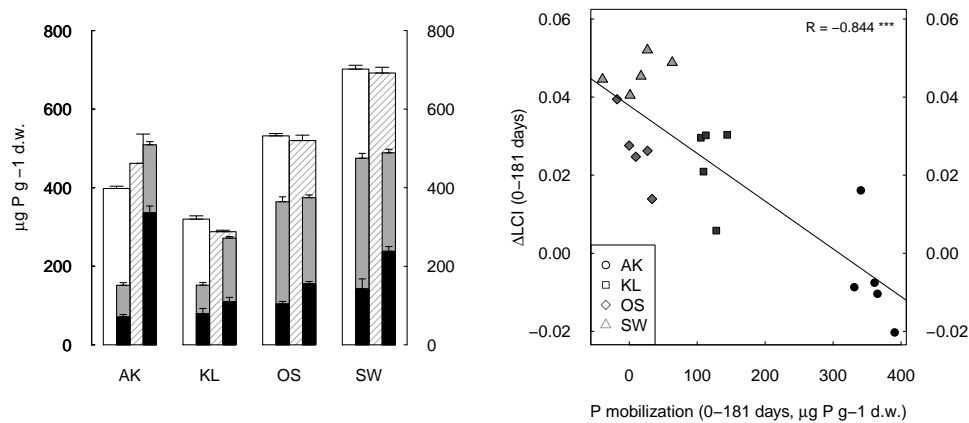 µg P g−1 d.w.
800
600
400
200
0
800
600
400
200
0
AK KL OS SW
ΔLCI (0−181 days)
0.06
0.04
0.02
0.00
−0.02
R = −0.844 ***
AK
KL
OS
SW
0.06
0.04
0.02
0.00
−0.02
0 100 200 300 400
P mobilization (0−181 days, µg P g−1 d.w.)